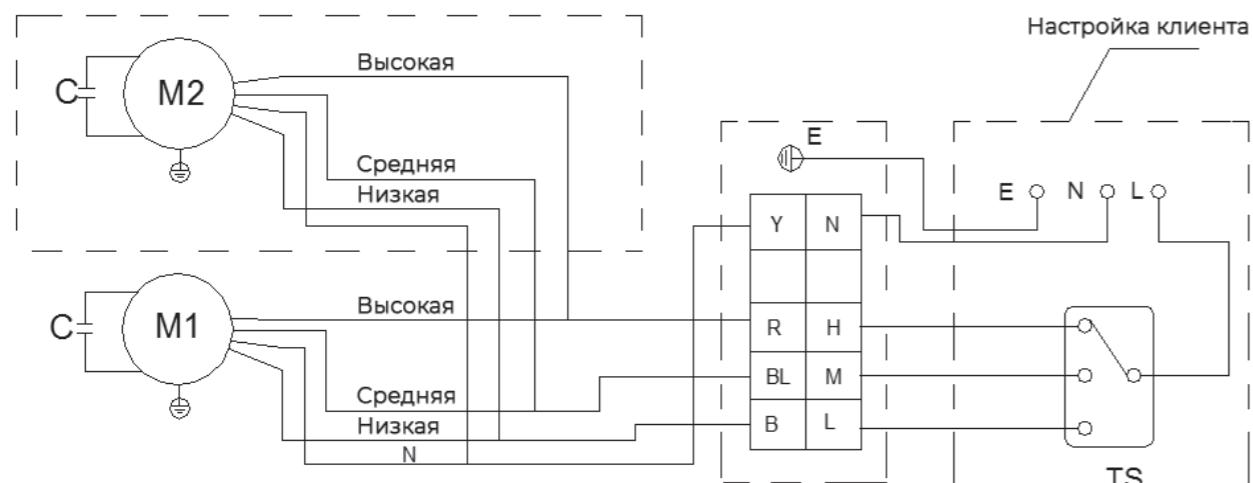 Настройка клиента
Высокая
C M2
E
Средняя
E N L
Низкая
Y N
Высокая
C M1
R H
BL M
Средняя
Низкая
B L
N
TS